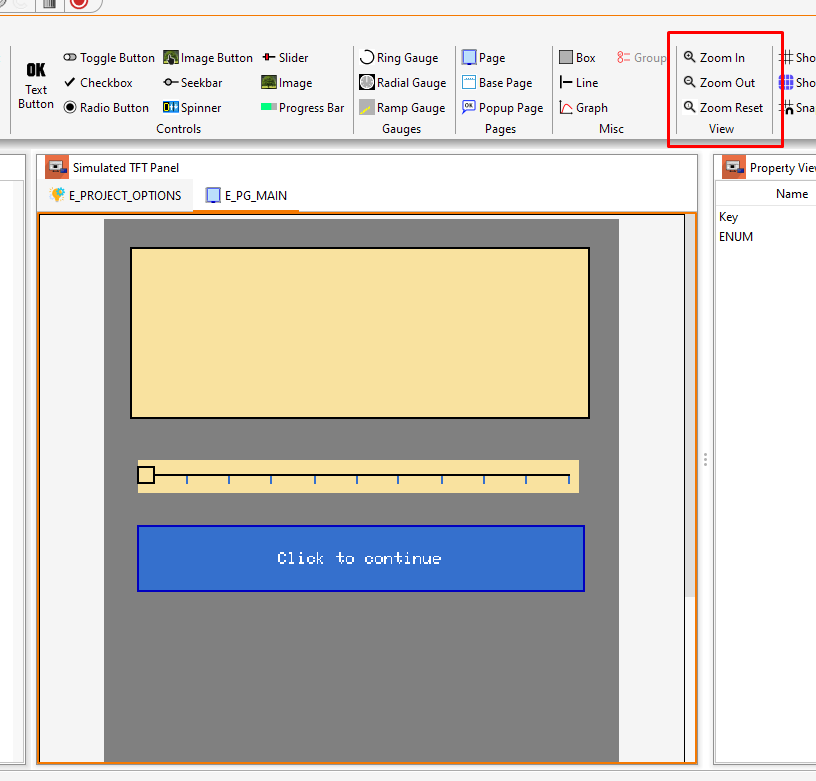 OK
Text
Button
Toggle Button
Checkbox
Radio Button
Image Button
Seekbar
Spinner
Slider
Image
Progress Bar
Controls
Ring Gauge
Radial Gauge
Ramp Gauge
Gauges
Page
Base Page
OK
Popup Page
Pages
Box
Line
Graph
Group
Misc
Zoom In
Zoom Out
Zoom Reset
View
Sho
Sho
Sna
Simulated TFT Panel
E_PROJECT_OPTIONS
E_PG_MAIN
Click to continue
Property Vie
Name
Key
ENUM